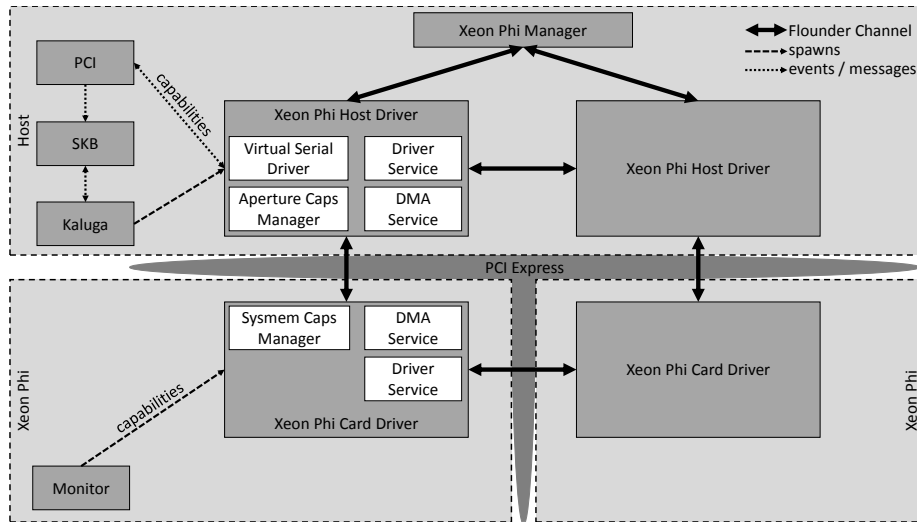 Xeon Phi Manager
Flounder Channel
spawns
events / messages
PCI
capabilities
Host
SKB
Kaluga
Xeon Phi Host Driver
Virtual Serial
Driver
Driver
Service
Aperture Caps
Manager
DMA
Service
Xeon Phi Host Driver
PCI Express
Sysmem Caps
Manager
DMA
Service
Driver
Service
Xeon Phi Card Driver
Xeon Phi Card Driver
Xeon Phi
capabilities
Monitor
Xeon Phi